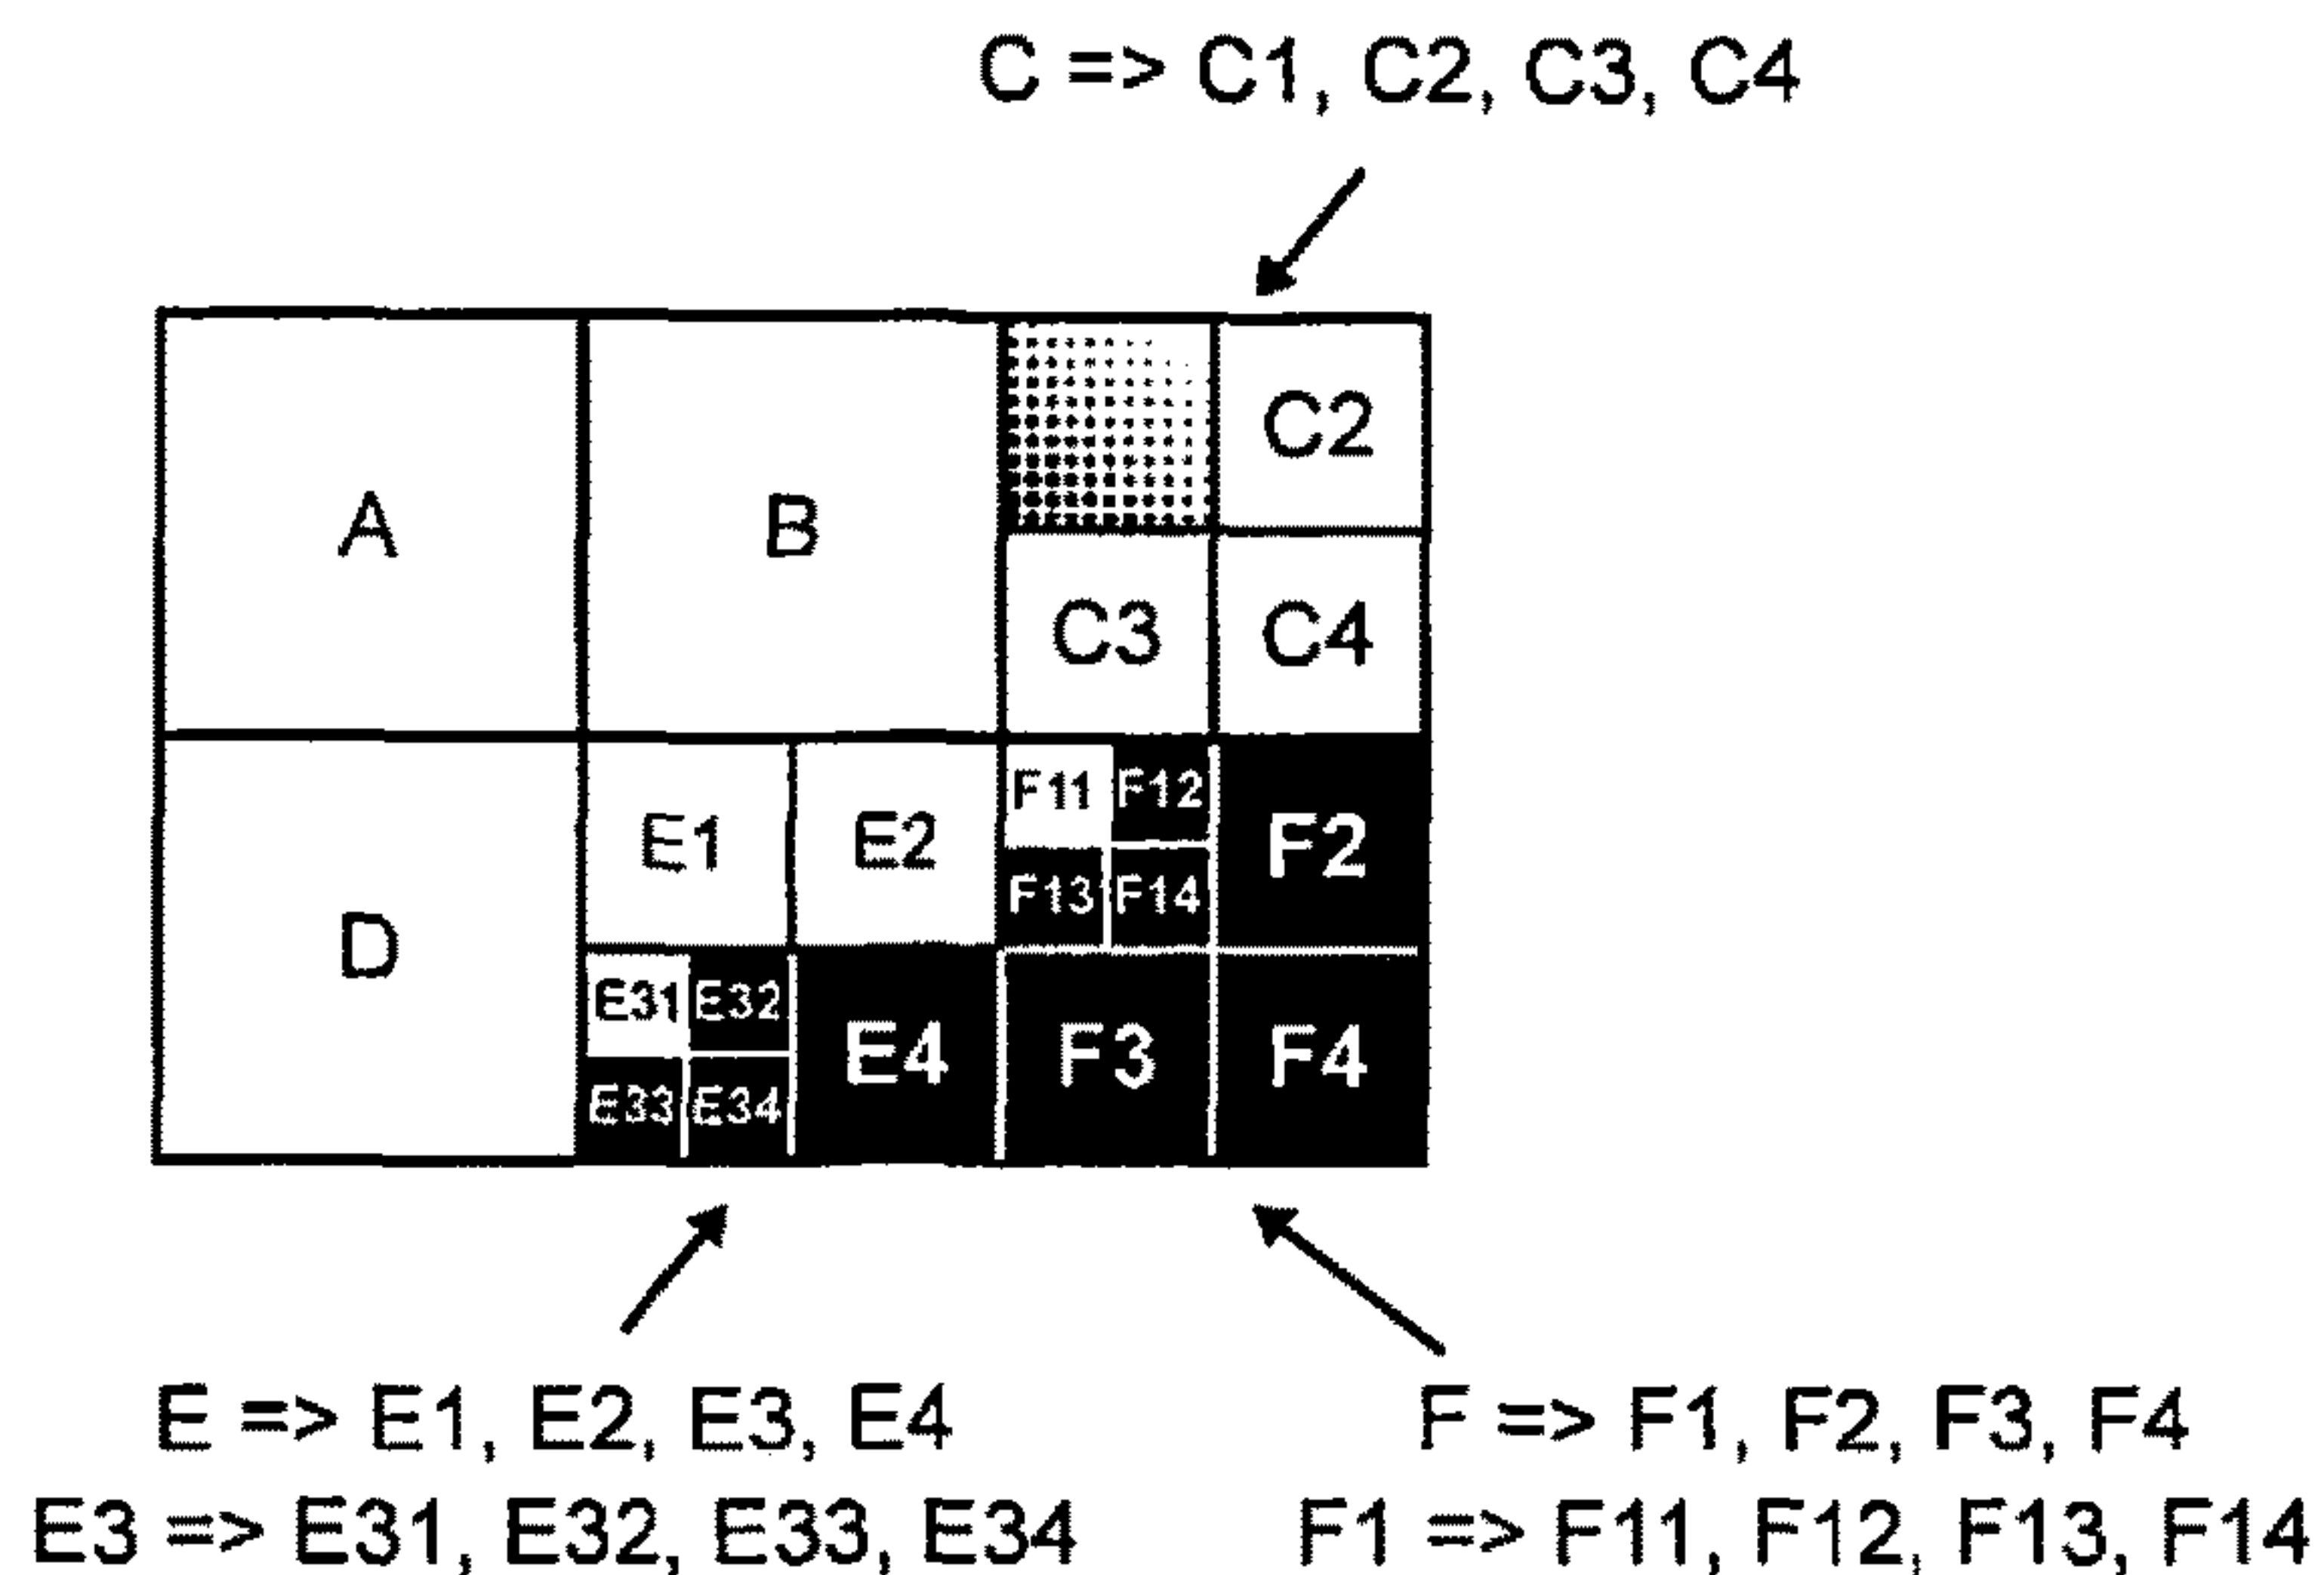 C => C1, C2, C3, C4
C2
A
B
C3
C4
F11
F12
E1
E2
F2
F13
F14
D
E31
E32
E4
F3
F4
E33
E34
E => E1, E2, E3, E4
F => F1, F2, F3, F4
E3 => E31, E32, E33, E34
F1 => F11, F12, F13, F14